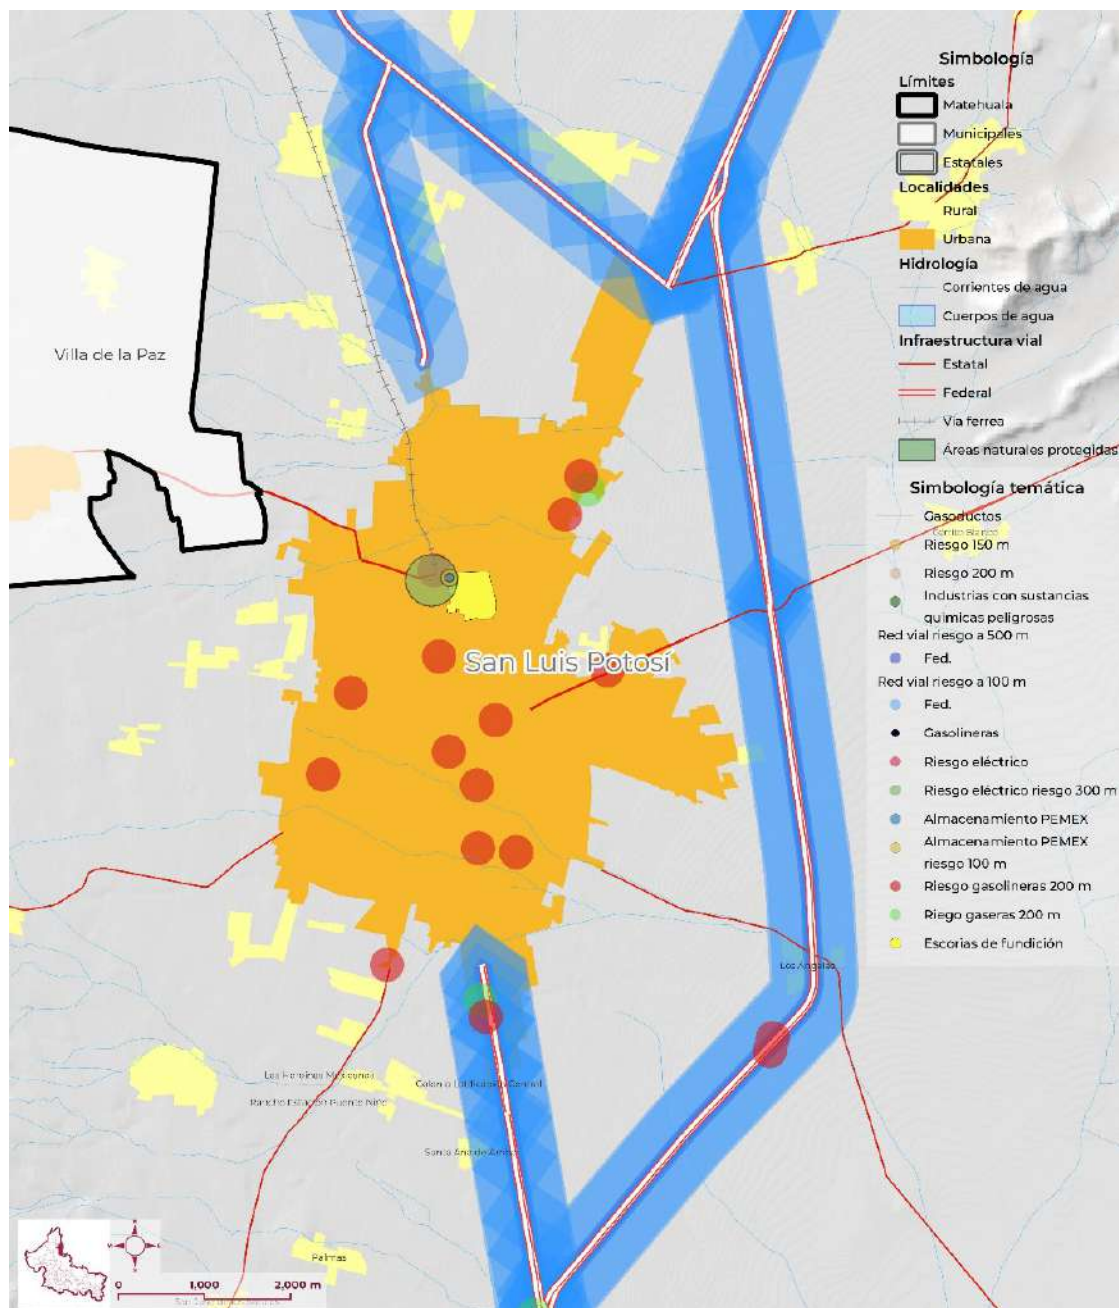 Simbología
Límites
Matehuala
Municipales
Estatales
Localidades
Rural
Urbana
Hidrología
Corrientes de agua
Cuerpos de agua
Infraestructura vial
Estatal
Federal
Vía ferrea
Áreas naturales protegidas
Simbología temática
Gasoductos
Riesgo 150 m
Riesgo 200 m
Industrias con sustancias
químicas peligrosas
Red vial riesgo a 500 m
Fed.
Red vial riesgo a 100 m
Fed.
Gasolineras
Riesgo eléctrico
Riesgo eléctrico riesgo 300 m
Almacenamiento PEMEX
Almacenamiento PEMEX
riesgo 100 m
Riesgo gasolineras 200 m
Riego gaseras 200 m
Escorias de fundición
Villa de la Paz
San Luis Potosí
Los Ángeles
Rancho Estación Puente Niño
Palmas
0 1,000 2,000 m